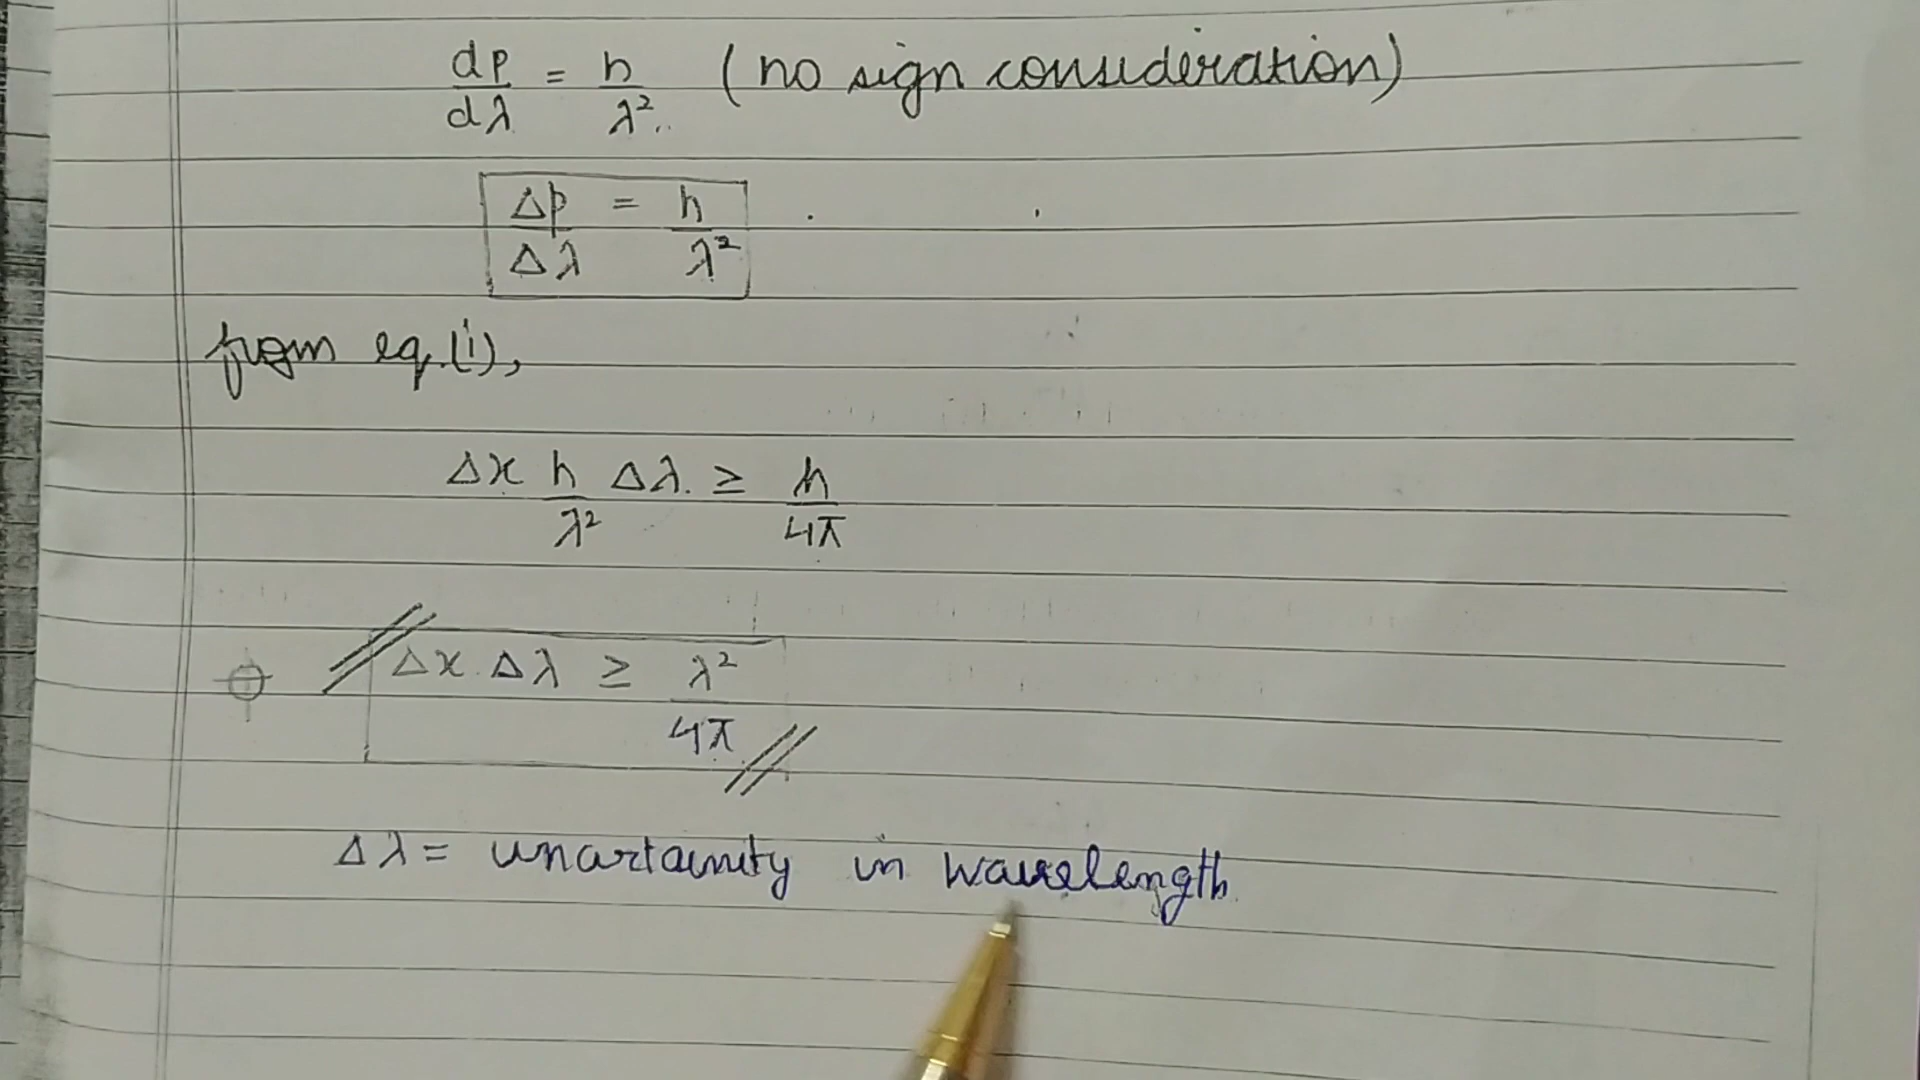 dp/dλ = h/λ² (no sign consideration)
Δp/Δλ = h/λ²
from eq.(i),
Δx h/λ² Δλ. ≥ h/4π
Δx.Δλ ≥ λ²/4π
Δλ = uncertainity in wavelength.